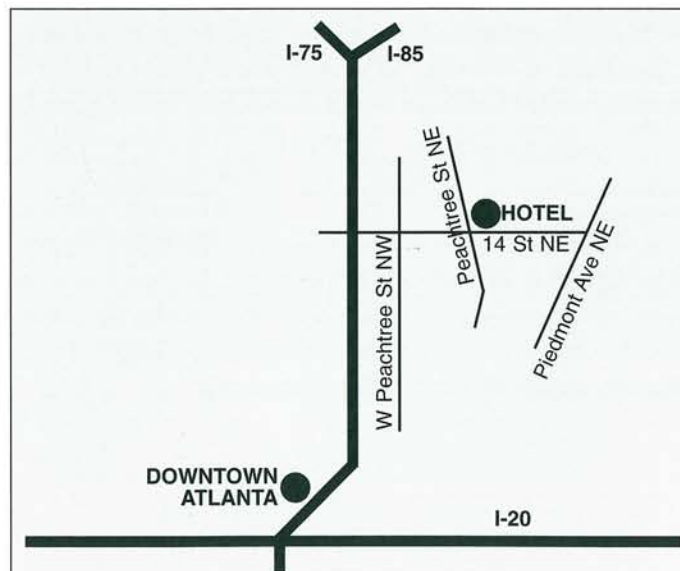 I-75
I-85
Peachtree St NE
HOTEL
14 St NE
W Peachtree St NW
Piedmont Ave NE
DOWNTOWN
ATLANTA
I-20